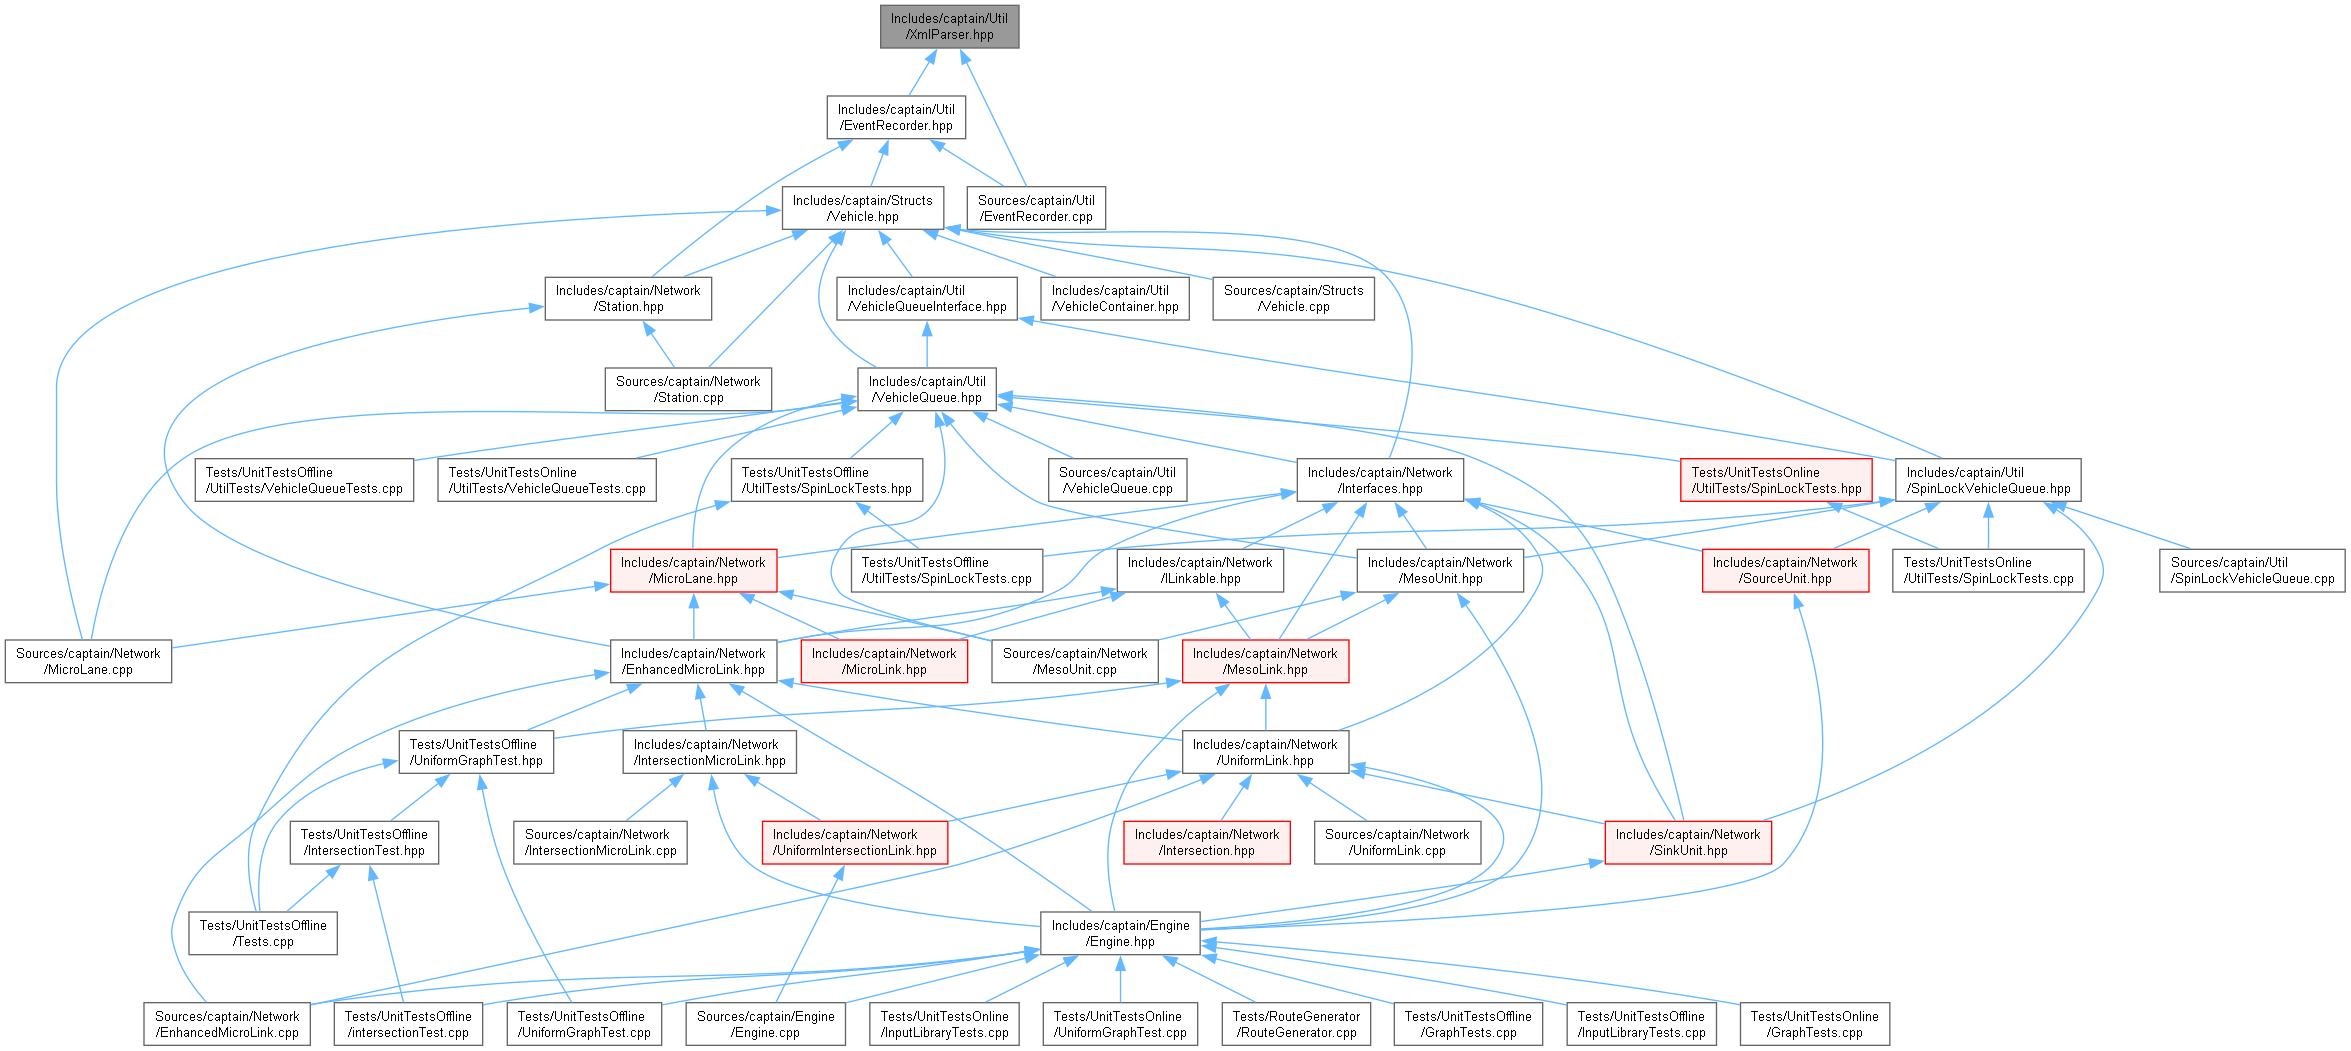 Includes/captain/Util
/XmlParser.hpp
Includes/captain/Util
/EventRecorder.hpp
Includes/captain/Structs
/Vehicle.hpp
Sources/captain/Util
/EventRecorder.cpp
Includes/captain/Network
/Station.hpp
Includes/captain/Util
/VehicleQueueInterface.hpp
Includes/captain/Util
/VehicleContainer.hpp
Sources/captain/Structs
/Vehicle.cpp
Sources/captain/Network
/Station.cpp
Includes/captain/Util
/VehicleQueue.hpp
Tests/UnitTestsOffline
/UtilTests/VehicleQueueTests.cpp
Tests/UnitTestsOnline
/UtilTests/VehicleQueueTests.cpp
Tests/UnitTestsOffline
/UtilTests/SpinLockTests.hpp
Sources/captain/Util
/VehicleQueue.cpp
Includes/captain/Network
/Interfaces.hpp
Tests/UnitTestsOnline
/UtilTests/SpinLockTests.hpp
Includes/captain/Util
/SpinLockVehicleQueue.hpp
Includes/captain/Network
/MicroLane.hpp
Tests/UnitTestsOffline
/UtilTests/SpinLockTests.cpp
Includes/captain/Network
/ILinkable.hpp
Includes/captain/Network
/MesoUnit.hpp
Includes/captain/Network
/SourceUnit.hpp
Tests/UnitTestsOnline
/UtilTests/SpinLockTests.cpp
Sources/captain/Util
/SpinLockVehicleQueue.cpp
Sources/captain/Network
/MicroLane.cpp
Includes/captain/Network
/EnhancedMicroLink.hpp
Includes/captain/Network
/MicroLink.hpp
Sources/captain/Network
/MesoUnit.cpp
Includes/captain/Network
/MesoLink.hpp
Tests/UnitTestsOffline
/UniformGraphTest.hpp
Includes/captain/Network
/IntersectionMicroLink.hpp
Includes/captain/Network
/UniformLink.hpp
Tests/UnitTestsOffline
/IntersectionTest.hpp
Sources/captain/Network
/IntersectionMicroLink.cpp
Includes/captain/Network
/UniformIntersectionLink.hpp
Includes/captain/Network
/Intersection.hpp
Sources/captain/Network
/UniformLink.cpp
Includes/captain/Network
/SinkUnit.hpp
Tests/UnitTestsOffline
/Tests.cpp
Includes/captain/Engine
/Engine.hpp
Sources/captain/Network
/EnhancedMicroLink.cpp
Tests/UnitTestsOffline
/intersectionTest.cpp
Tests/UnitTestsOffline
/UniformGraphTest.cpp
Sources/captain/Engine
/Engine.cpp
Tests/UnitTestsOnline
/InputLibraryTests.cpp
Tests/UnitTestsOnline
/UniformGraphTest.cpp
Tests/RouteGenerator
/RouteGenerator.cpp
Tests/UnitTestsOffline
/GraphTests.cpp
Tests/UnitTestsOffline
/InputLibraryTests.cpp
Tests/UnitTestsOnline
/GraphTests.cpp